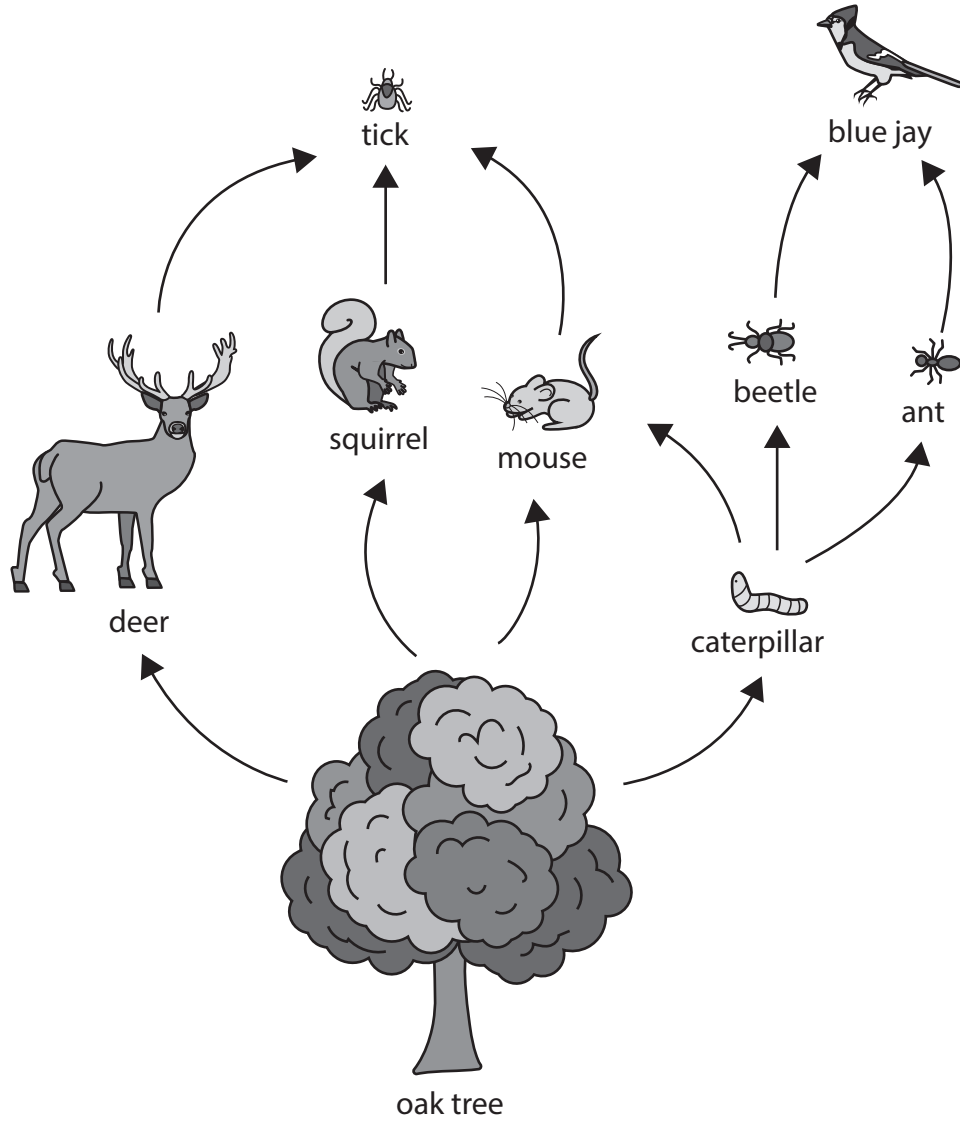 tick
blue jay
beetle
ant
squirrel
mouse
deer
caterpillar
oak tree